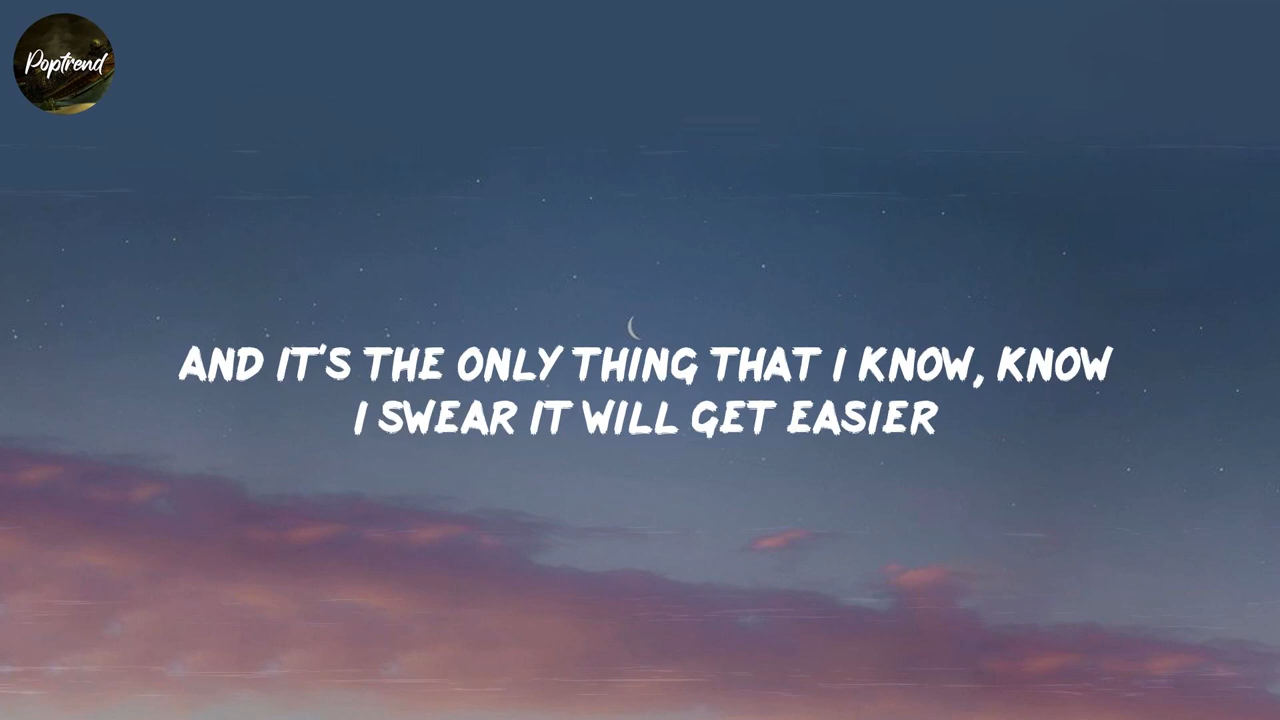 Poptrend
AND IT'S THE ONLY THING THAT I KNOW, KNOW
I SWEAR IT WILL GET EASIER